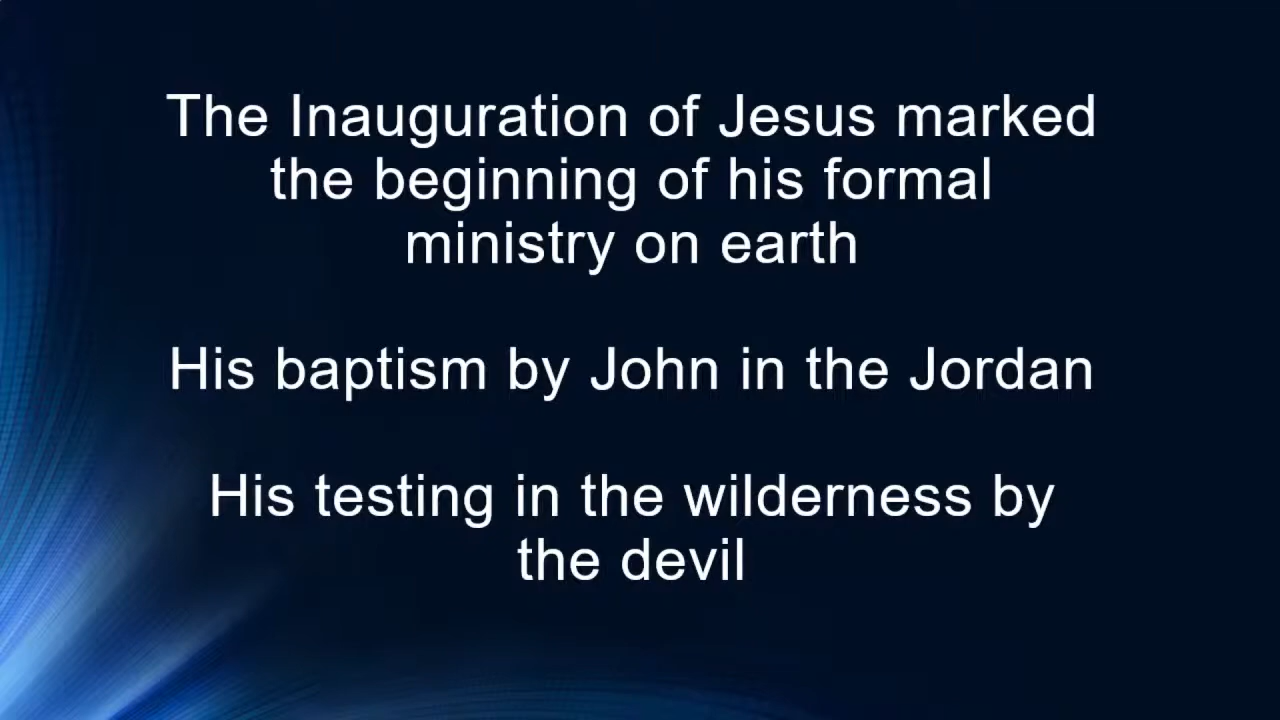 The Inauguration of Jesus marked
the beginning of his formal
ministry on earth
His baptism by John in the Jordan
His testing in the wilderness by
the devil